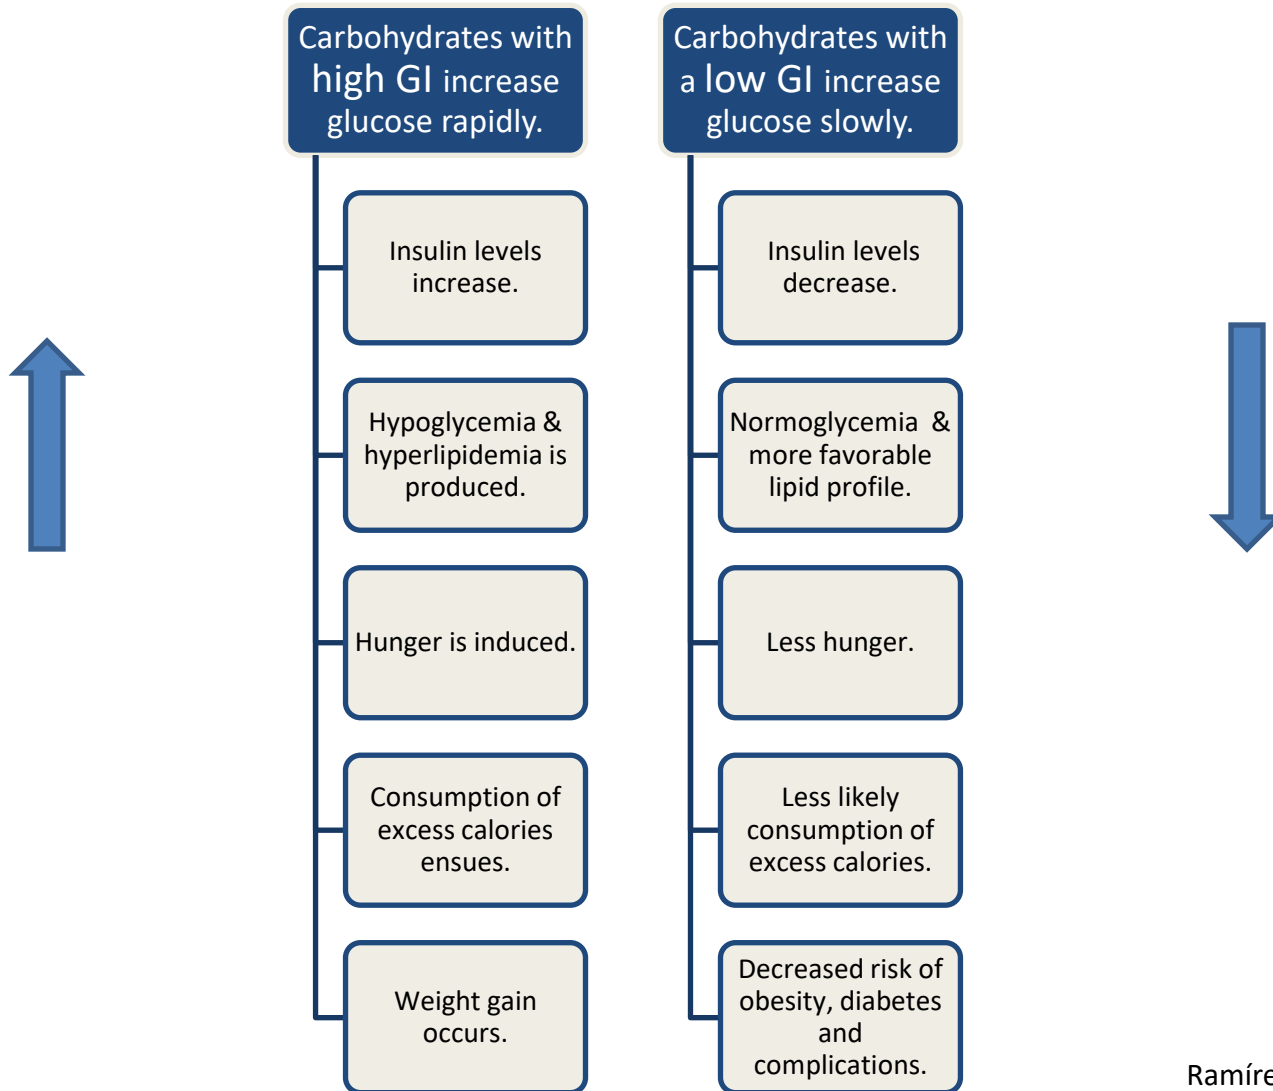 Carbohydrates with
high GI increase
glucose rapidly.
Insulin levels
increase.
Hypoglycemia &
hyperlipidemia is
produced.
Hunger is induced.
Consumption of
excess calories
ensues.
Weight gain
occurs.
Carbohydrates with
a low GI increase
glucose slowly.
Insulin levels
decrease.
Normoglycemia &
more favorable
lipid profile.
Less hunger.
Less likely
consumption of
excess calories.
Decreased risk of
obesity, diabetes
and
complications.